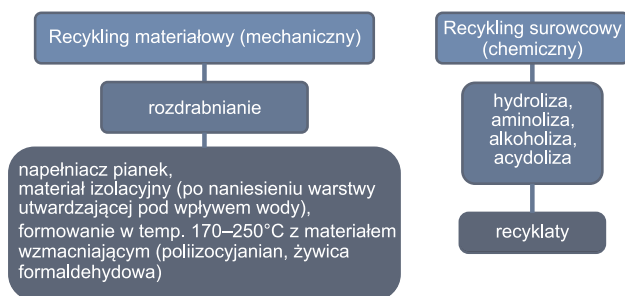 Recykling materiałowy (mechaniczny)
rozdrabnianie
napełniacz pianek,
materiał izolacyjny (po naniesieniu warstwy
utwardzającej pod wpływem wody),
formowanie w temp. 170–250°C z materiałem
wzmacniającym (poliizocyjanian, żywica
formaldehydowa)
Recykling surowcowy
(chemiczny)
hydroliza,
aminoliza,
alkoholiza,
acydoliza
recyklaty